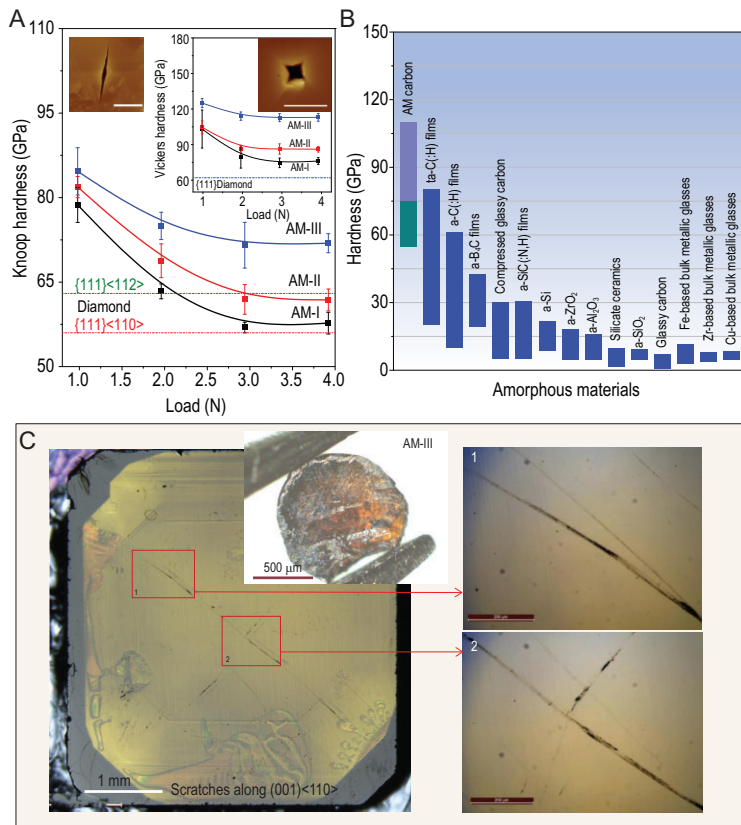 A
Knoop hardness (GPa)
110
95
80
65
50
1.0
1.5
2.0
2.5
3.0
3.5
4.0
Load (N)
AM-III
AM-II
AM-I
{111}<112>
Diamond
{111}<110>
Vickers hardness (GPa)
180
150
120
90
60
1
2
3
4
Load (N)
AM-III
AM-II
AM-I
{111}Diamond
B
Hardness (GPa)
150
120
90
60
30
0
AM carbon
ta-C(:H) films
a-C(:H) films
a-B₄C films
Compressed glassy carbon
a-SiC(:N,H) films
a-Si
a-ZrO₂
a-Al₂O₃
Silicate ceramics
a-SiO₂
Glassy carbon
Fe-based bulk metallic glasses
Zr-based bulk metallic glasses
Cu-based bulk metallic glasses
Amorphous materials
C
AM-III
500 μm
1
2
1 mm
Scratches along (001)<110>
1
200 μm
2
200 μm